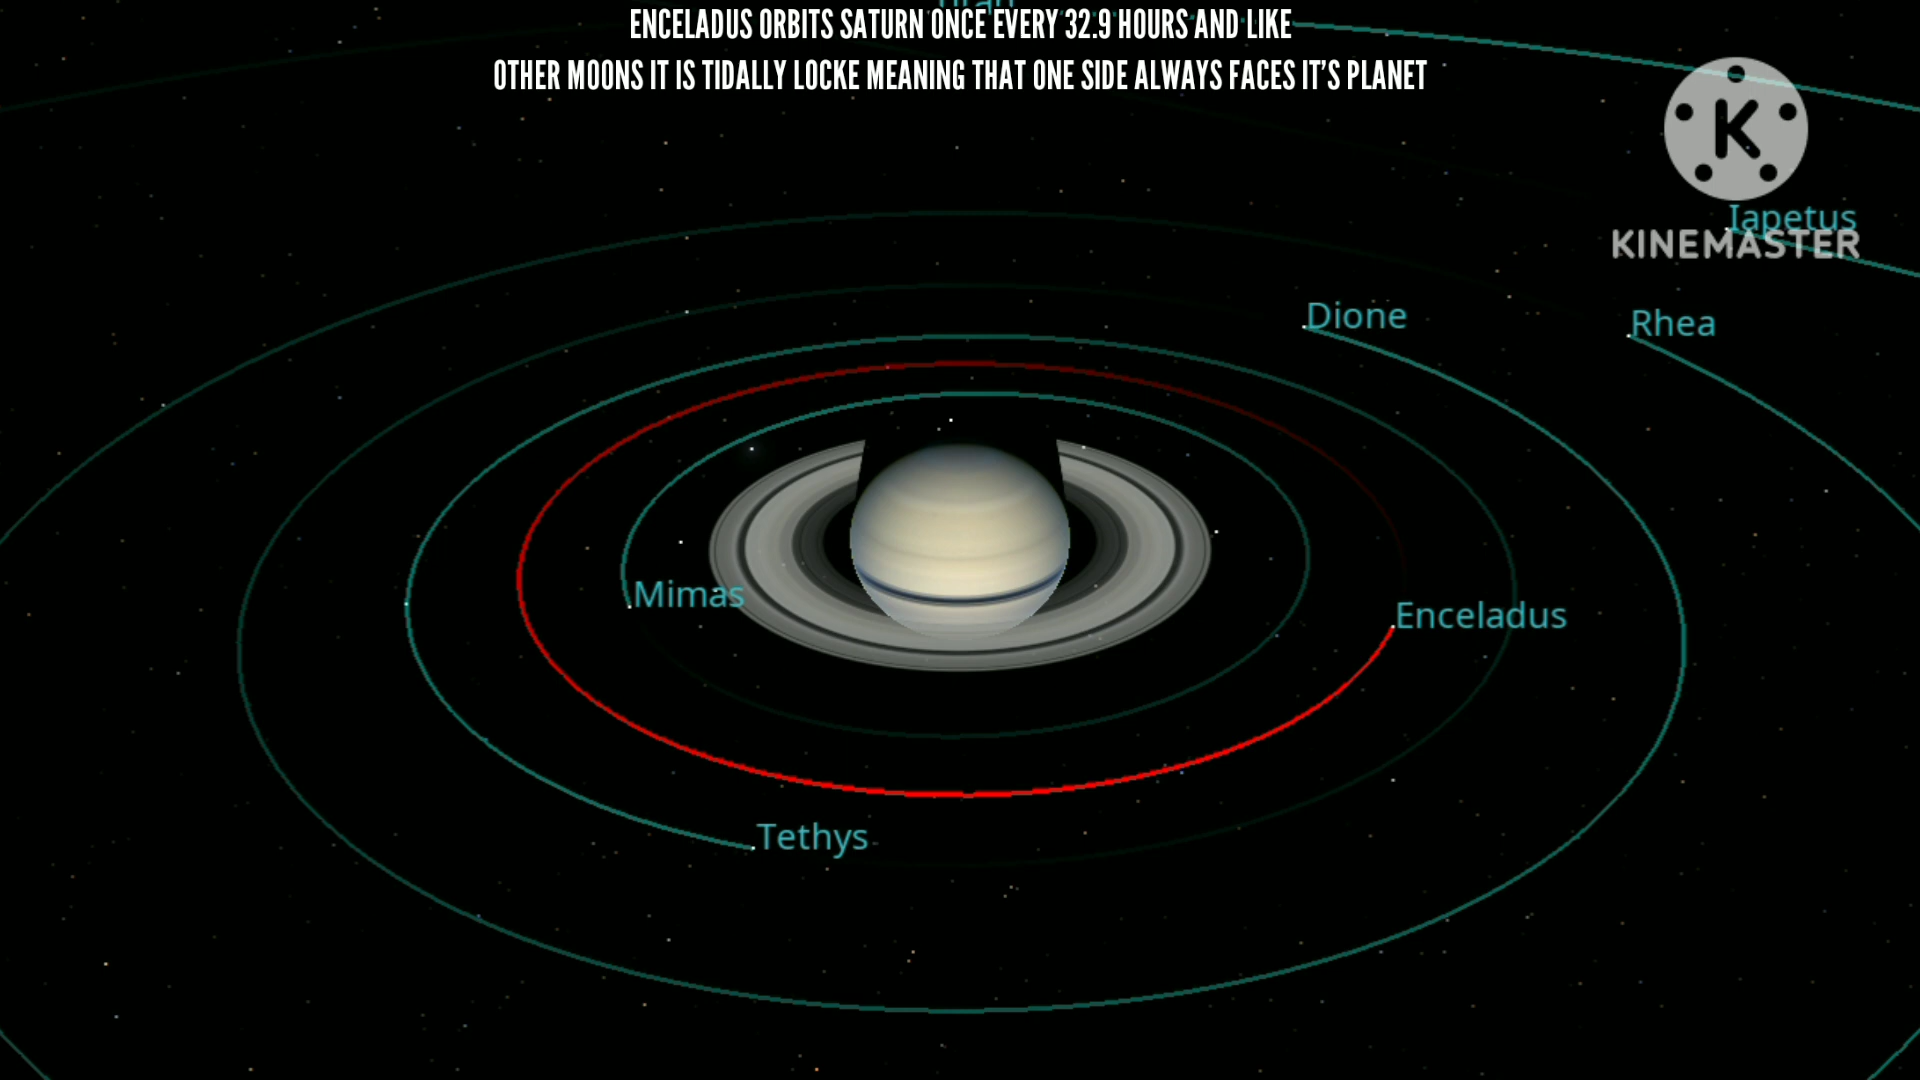 ENCELADUS ORBITS SATURN ONCE EVERY 32.9 HOURS AND LIKE
OTHER MOONS IT IS TIDALLY LOCKE MEANING THAT ONE SIDE ALWAYS FACES IT'S PLANET
K
Iapetus
KINEMASTER
Dione
Rhea
Mimas
Enceladus
Tethys